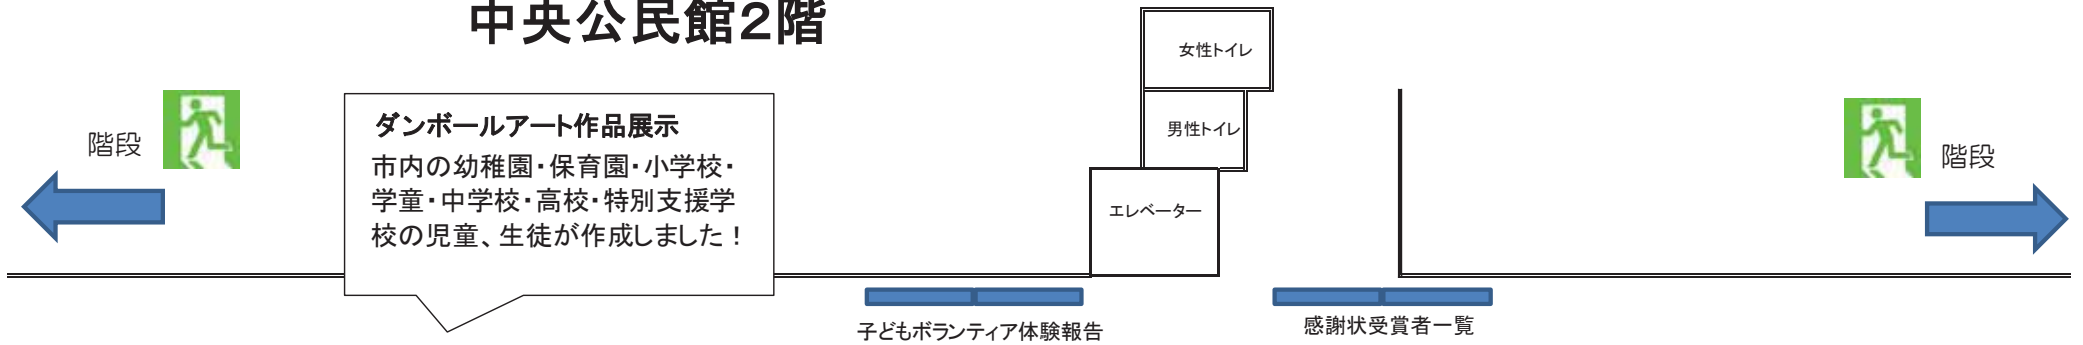 中央公民館２階
女性トイレ
ダンボールアート作品展示
市内の幼稚園・保育園・小学校・
学童・中学校・高校・特別支援学
校の児童、生徒が作成しました！
階段
男性トイレ
階段
エレベーター
子どもボランティア体験報告
感謝状受賞者一覧